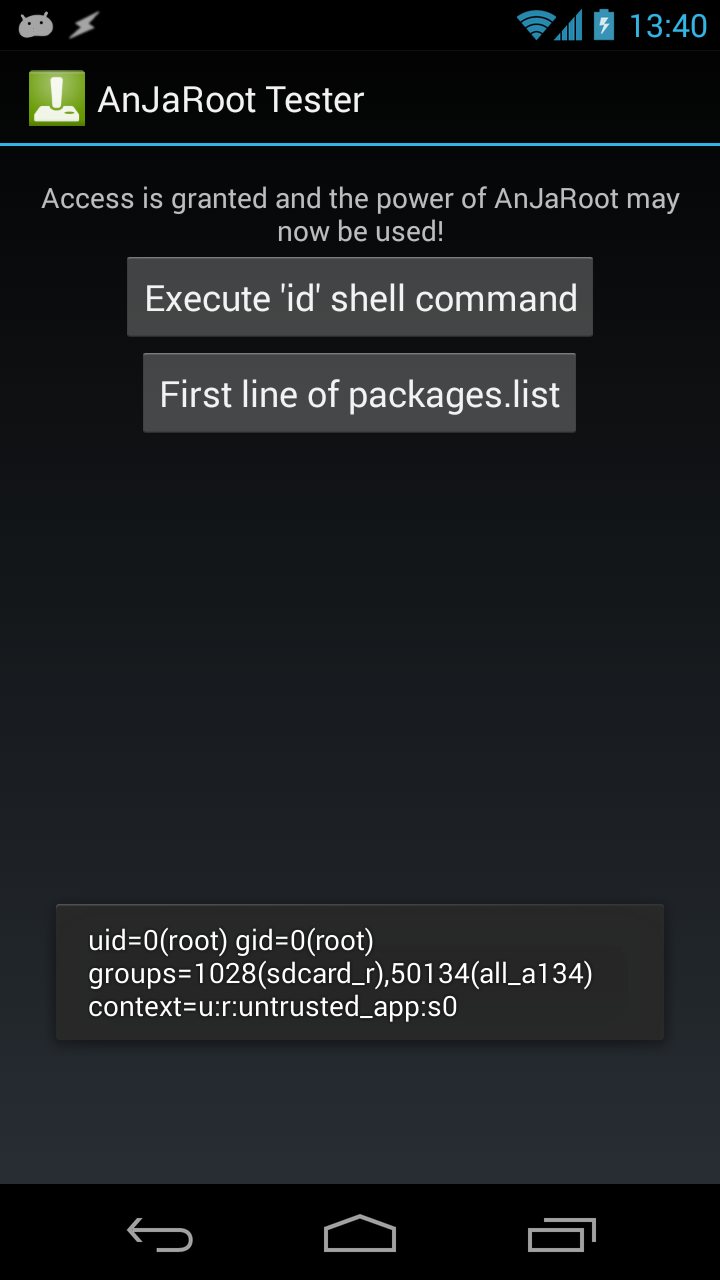 13:40
AnJaRoot Tester
Access is granted and the power of AnJaRoot may
now be used!
Execute 'id' shell command
First line of packages.list
uid=0(root) gid=0(root)
groups=1028(sdcard_r),50134(all_a134)
context=u:r:untrusted_app:s0